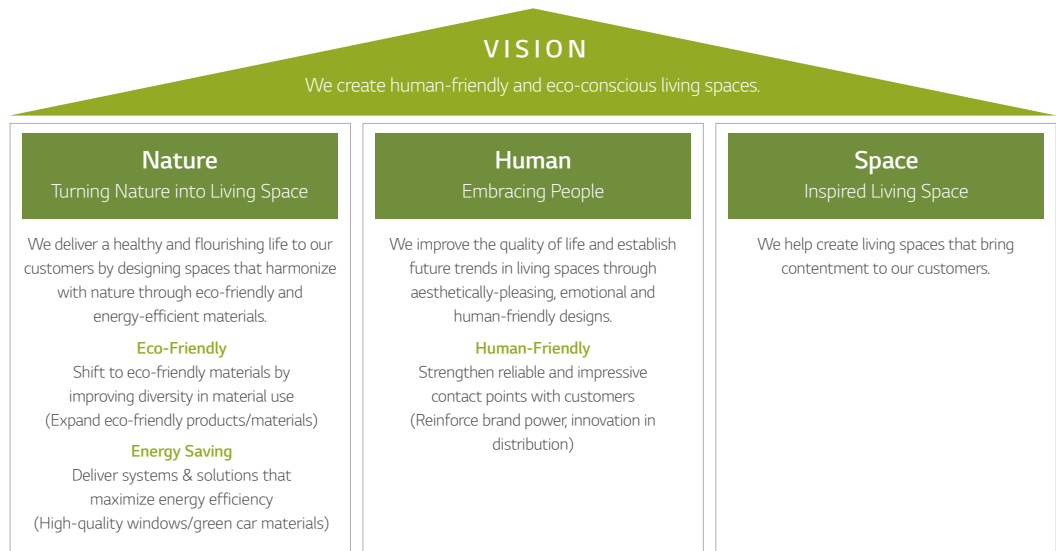 VISION
We create human-friendly and eco-conscious living spaces.
Nature
Turning Nature into Living Space
We deliver a healthy and flourishing life to our
customers by designing spaces that harmonize
with nature through eco-friendly and
energy-efficient materials.
Eco-Friendly
Shift to eco-friendly materials by
improving diversity in material use
(Expand eco-friendly products/materials)
Energy Saving
Deliver systems & solutions that
maximize energy efficiency
(High-quality windows/green car materials)
Human
Embracing People
We improve the quality of life and establish
future trends in living spaces through
aesthetically-pleasing, emotional and
human-friendly designs.
Human-Friendly
Strengthen reliable and impressive
contact points with customers
(Reinforce brand power, innovation in
distribution)
Space
Inspired Living Space
We help create living spaces that bring
contentment to our customers.